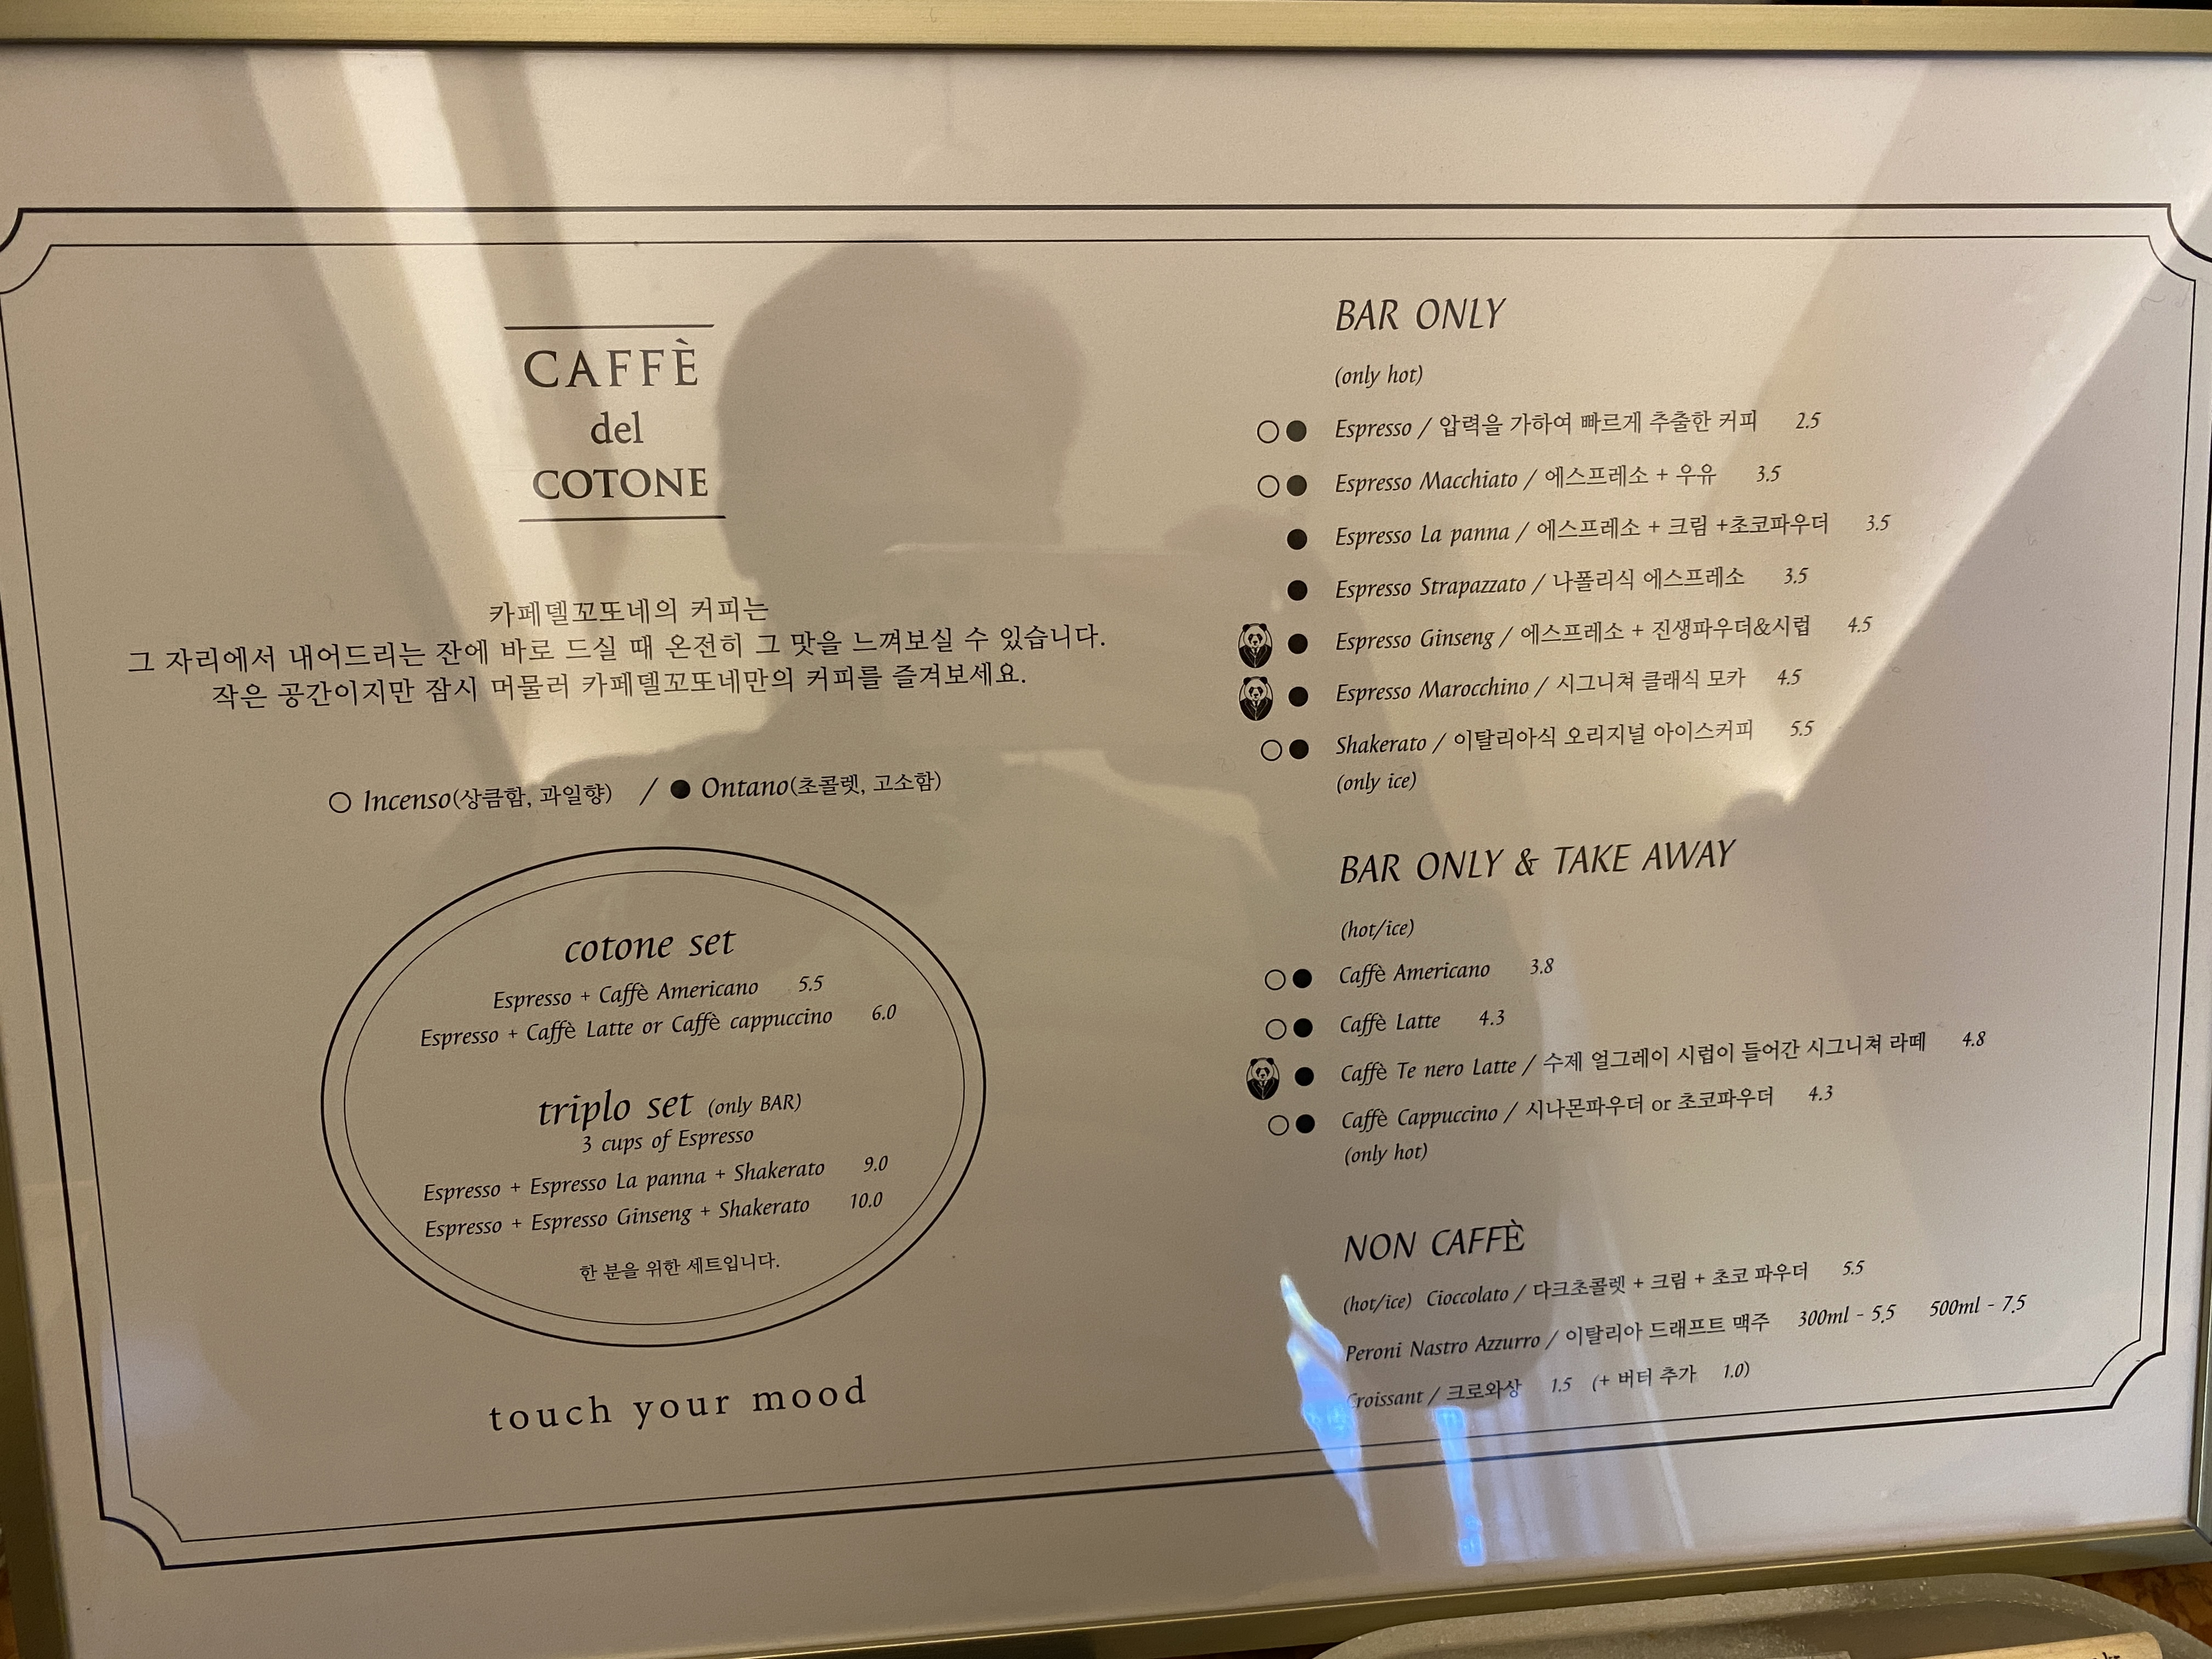 CAFFÈ
del
COTONE
카페델꼬또네의 커피는
그 자리에서 내어드리는 잔에 바로 드실 때 온전히 그 맛을 느껴보실 수 있습니다.
작은 공간이지만 잠시 머물러 카페델꼬또네만의 커피를 즐겨보세요.
○ Incenso(상큼함, 과일향) / ● Ontano(초콜렛, 고소함)
cotone set
Espresso + Caffè Americano 5.5
Espresso + Caffè Latte or Caffè cappuccino 6.0
triplo set (only BAR)
3 cups of Espresso
Espresso + Espresso La panna + Shakerato 9.0
Espresso + Espresso Ginseng + Shakerato 10.0
한 분을 위한 세트입니다.
touch your mood
BAR ONLY
(only hot)
○● Espresso / 압력을 가하여 빠르게 추출한 커피 2.5
○● Espresso Macchiato / 에스프레소 + 우유 3.5
● Espresso La panna / 에스프레소 + 크림 +초코파우더 3.5
● Espresso Strapazzato / 나폴리식 에스프레소 3.5
● Espresso Ginseng / 에스프레소 + 진생파우더&시럽 4.5
● Espresso Marocchino / 시그니쳐 클래식 모카 4.5
○● Shakerato / 이탈리아식 오리지널 아이스커피 5.5
(only ice)
BAR ONLY & TAKE AWAY
(hot/ice)
○● Caffè Americano 3.8
○● Caffè Latte 4.3
● Caffè Te nero Latte / 수제 얼그레이 시럽이 들어간 시그니쳐 라떼 4.8
○● Caffè Cappuccino / 시나몬파우더 or 초코파우더 4.3
(only hot)
NON CAFFÈ
(hot/ice) Cioccolato / 다크초콜렛 + 크림 + 초코 파우더 5.5
Peroni Nastro Azzurro / 이탈리아 드래프트 맥주 300ml - 5.5 500ml - 7.5
Croissant / 크로와상 1.5 (+ 버터 추가 1.0)